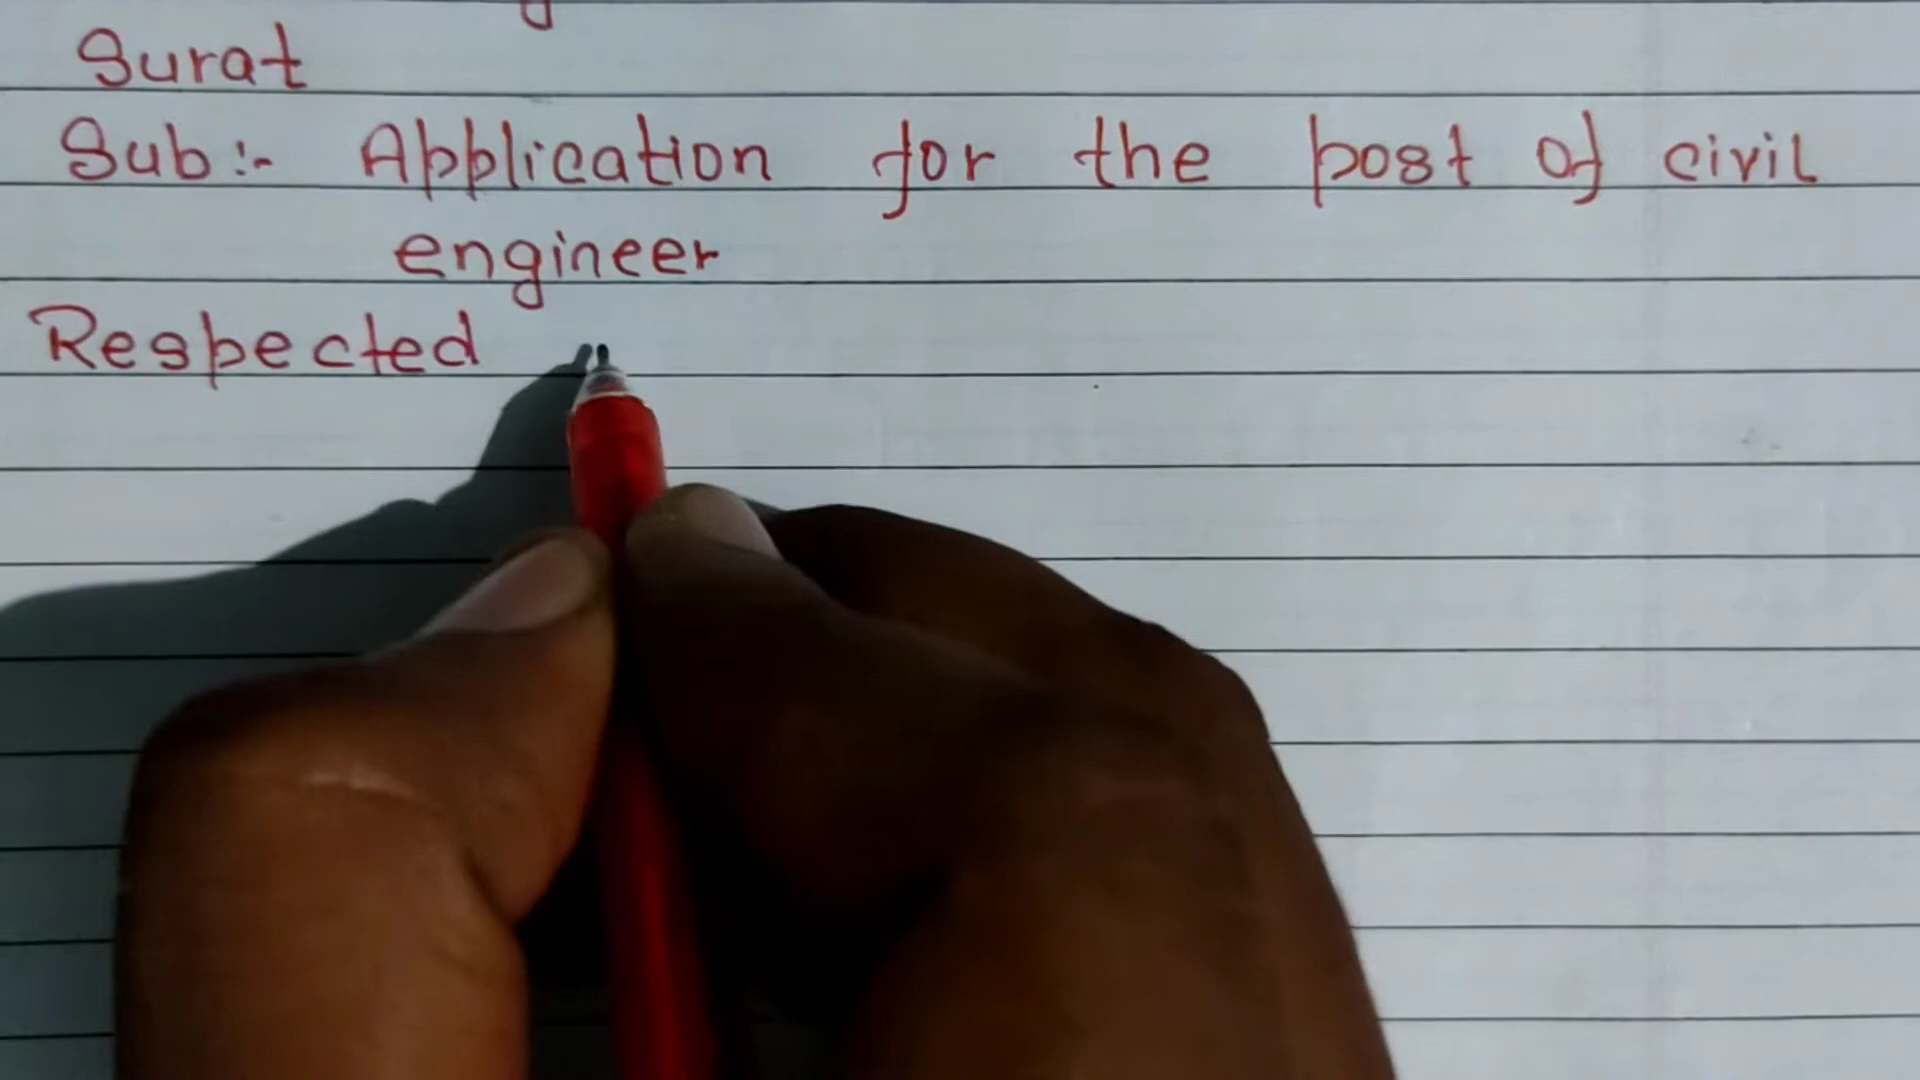 Surat
Sub:- Application for the post of civil
engineer
Respected